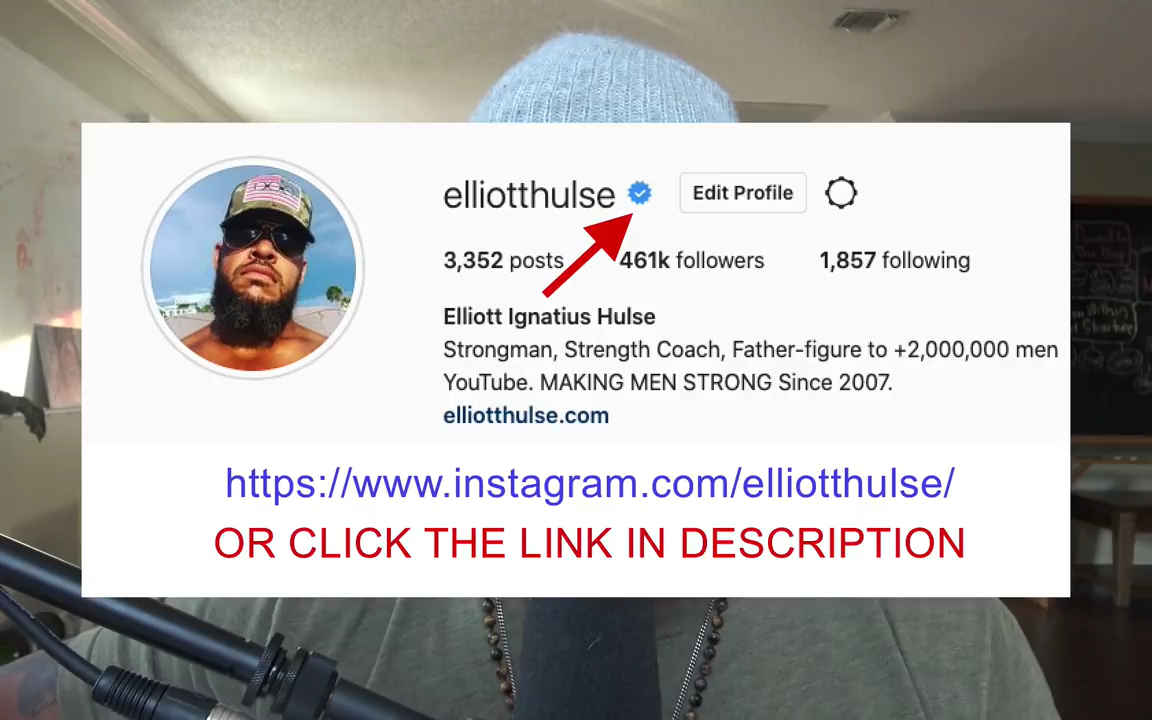 elliotthulse Edit Profile
3,352 posts 461k followers 1,857 following
Elliott Ignatius Hulse
Strongman, Strength Coach, Father-figure to +2,000,000 men
YouTube. MAKING MEN STRONG Since 2007.
elliotthulse.com
https://www.instagram.com/elliotthulse/
OR CLICK THE LINK IN DESCRIPTION